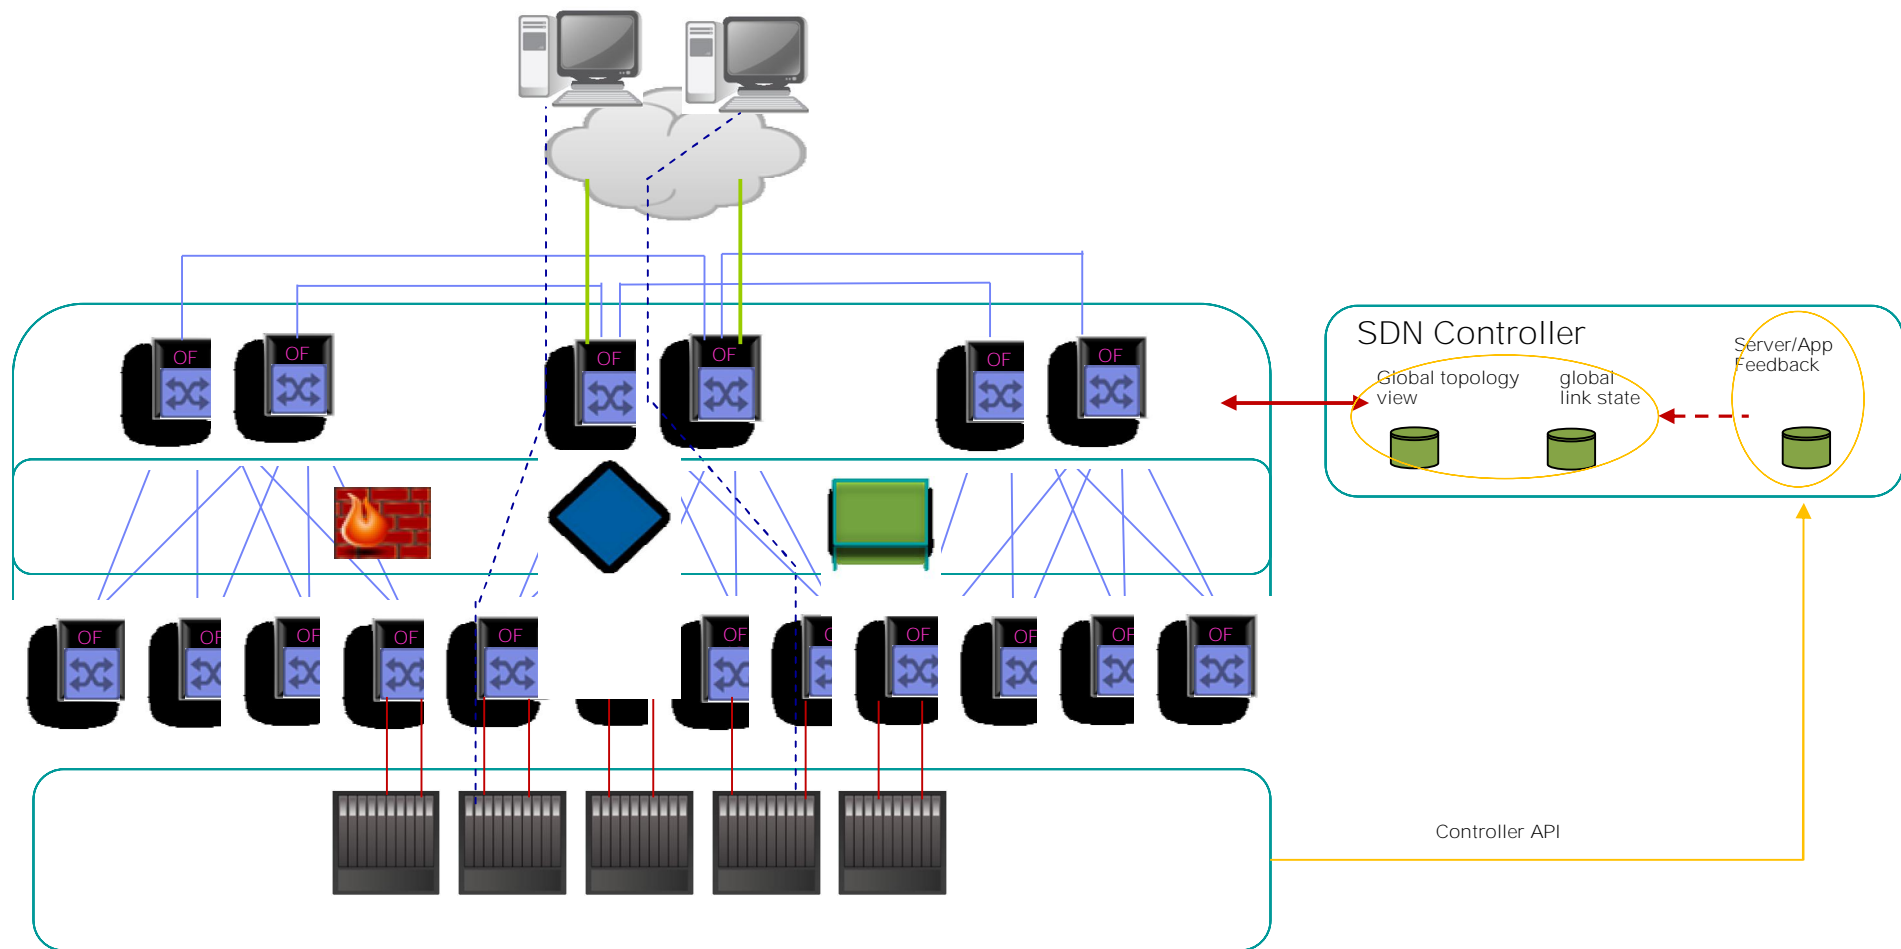 OF
OF
OF
OF
OF
OF
SDN Controller
Server/App
Feedback
Global topology
view
global
link state
OF
OF
OF
OF
OF
OF
OF
OF
OF
OF
Controller API